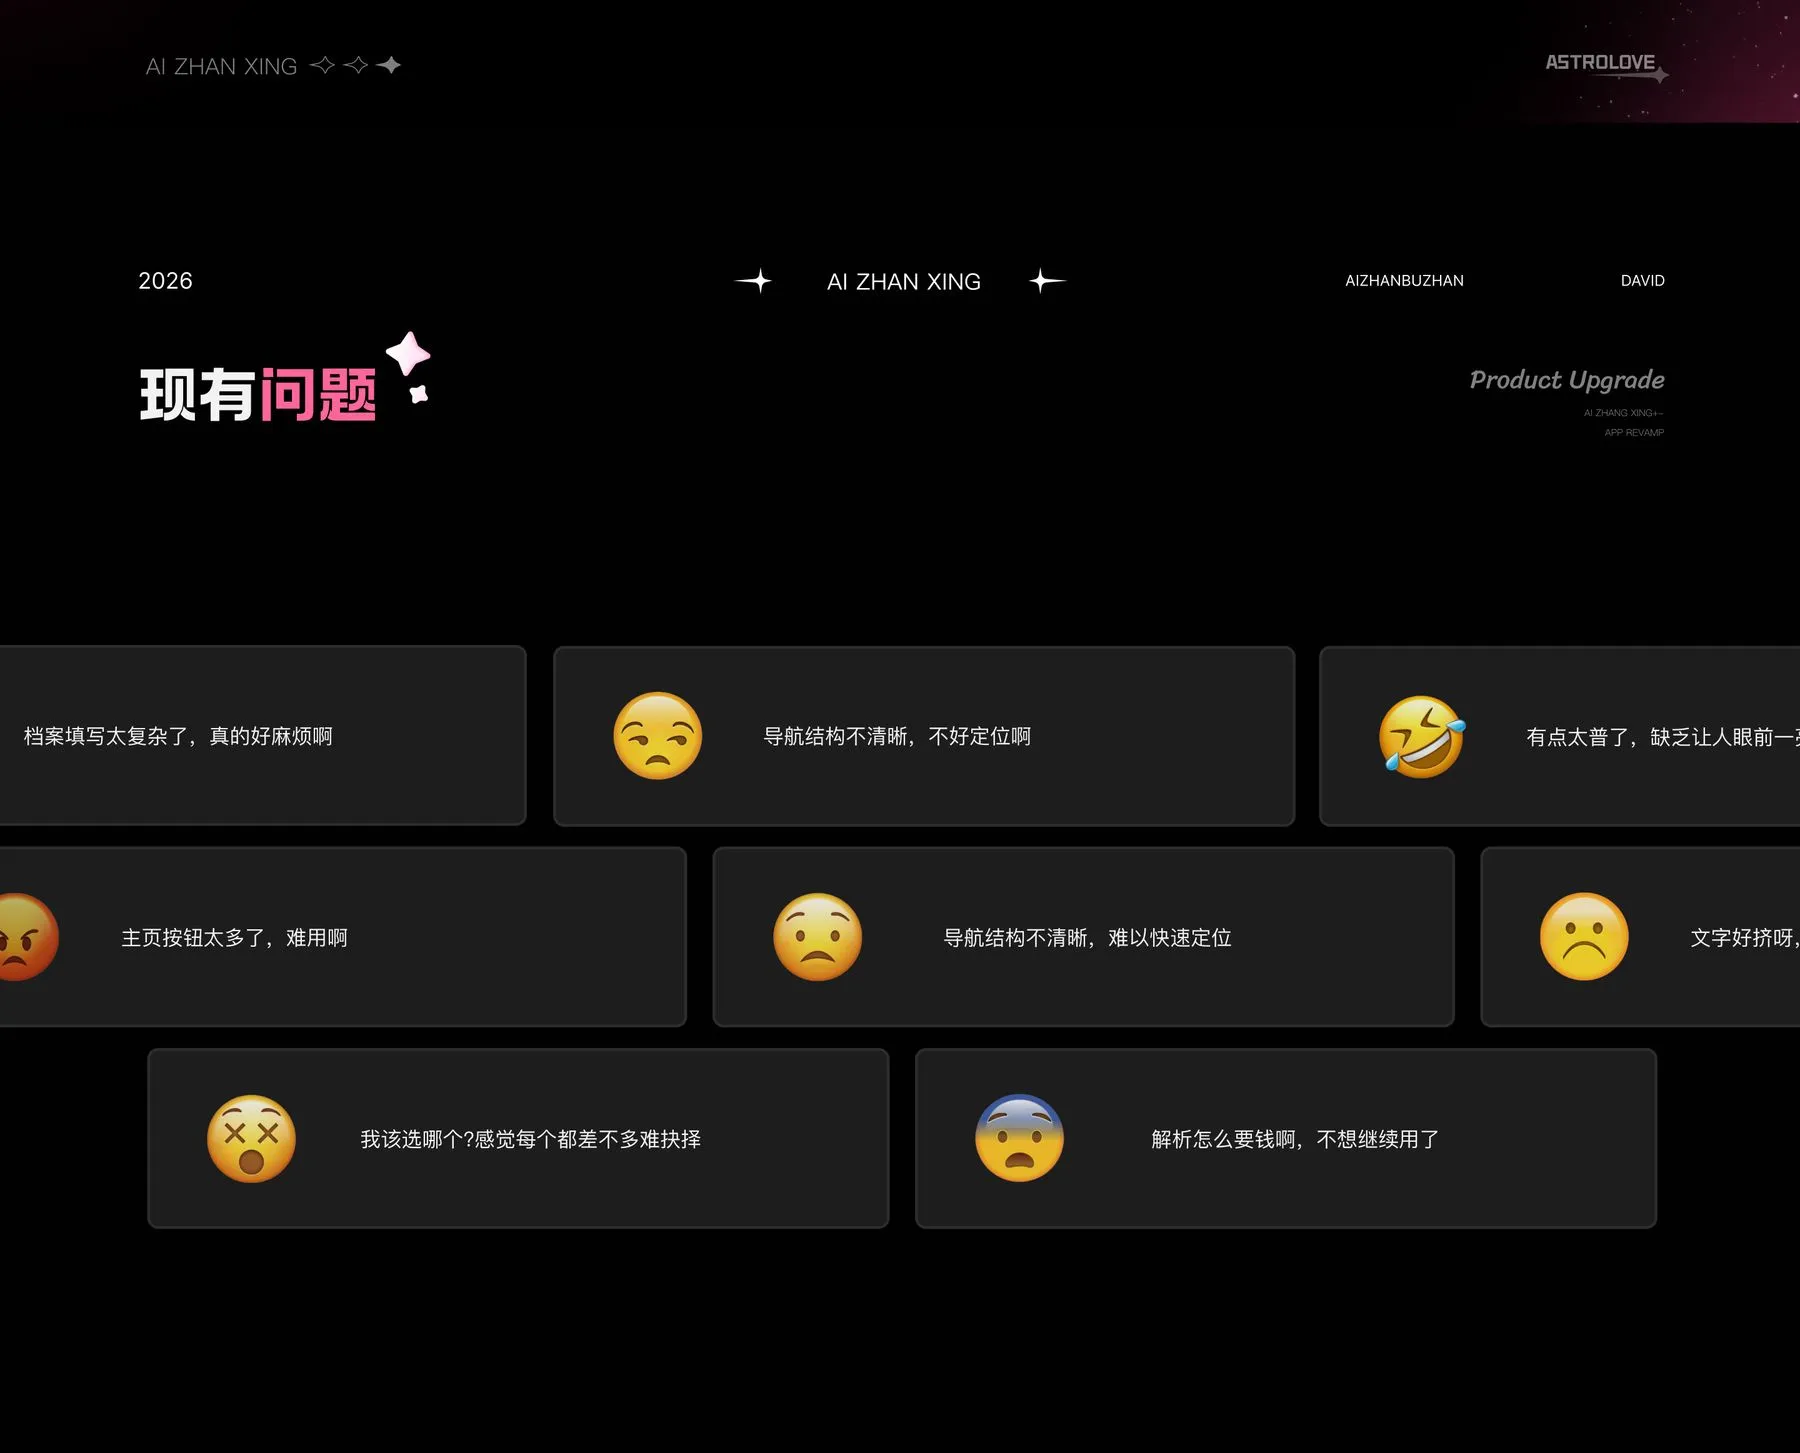 AI ZHAN XING
ASTROLOVE
2026
AI ZHAN XING
AIZHANBUZHAN
DAVID
现有问题
Product Upgrade
AI ZHANG XING+-
APP REVAMP
档案填写太复杂了，真的好麻烦啊
导航结构不清晰，不好定位啊
有点太普了，缺乏让人眼前一
主页按钮太多了，难用啊
导航结构不清晰，难以快速定位
文字好挤呀，
我该选哪个?感觉每个都差不多难抉择
解析怎么要钱啊，不想继续用了